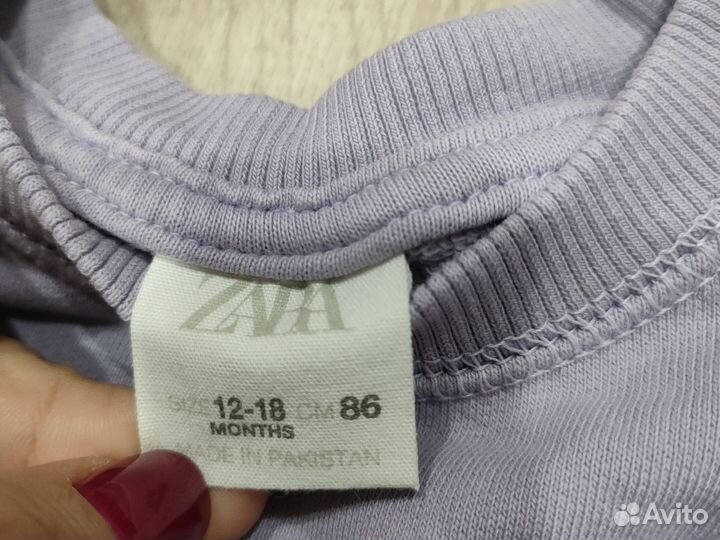 ZARA
SIZE 12-18 CM 86
MONTHS
MADE IN PAKISTAN
Avito